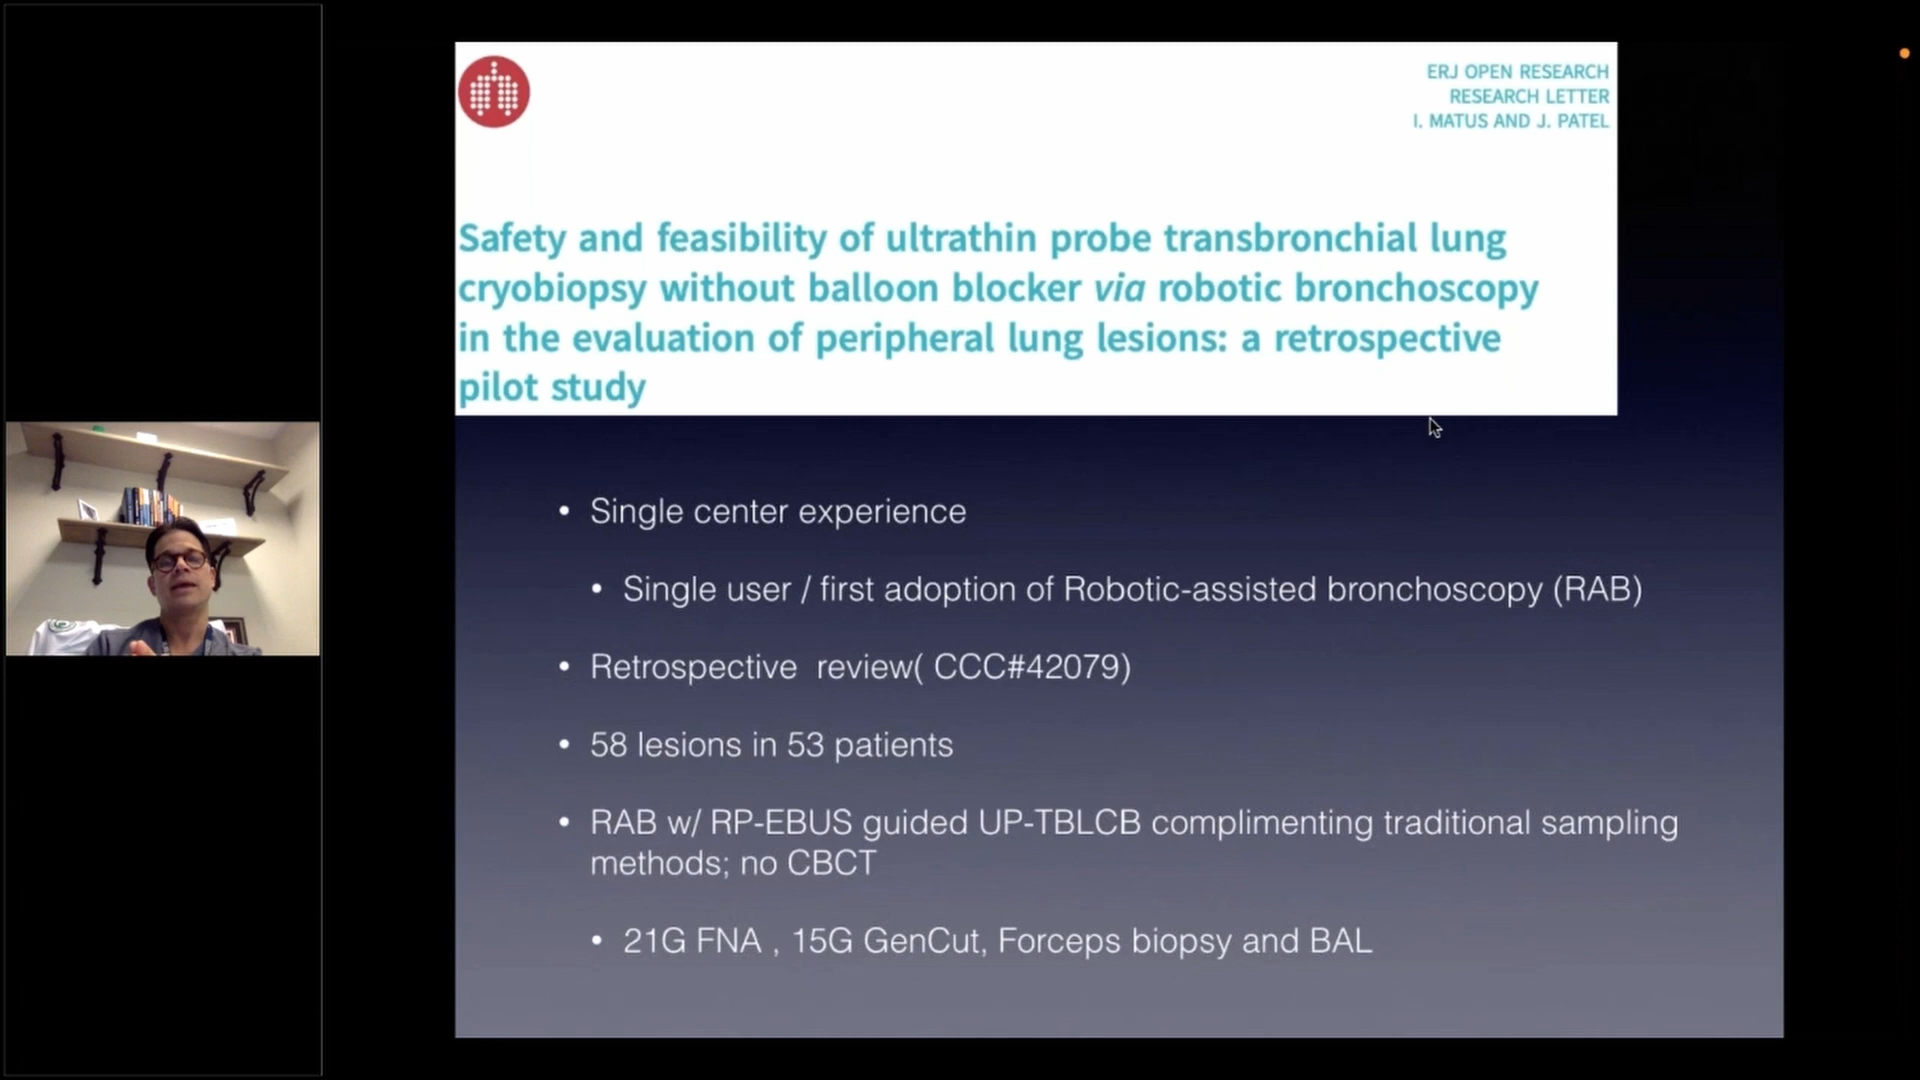 ERJ OPEN RESEARCH
RESEARCH LETTER
I. MATUS AND J. PATEL
Safety and feasibility of ultrathin probe transbronchial lung
cryobiopsy without balloon blocker via robotic bronchoscopy
in the evaluation of peripheral lung lesions: a retrospective
pilot study
• Single center experience
• Single user / first adoption of Robotic-assisted bronchoscopy (RAB)
• Retrospective  review( CCC#42079)
• 58 lesions in 53 patients
• RAB w/ RP-EBUS guided UP-TBLCB complimenting traditional sampling
methods; no CBCT
• 21G FNA , 15G GenCut, Forceps biopsy and BAL